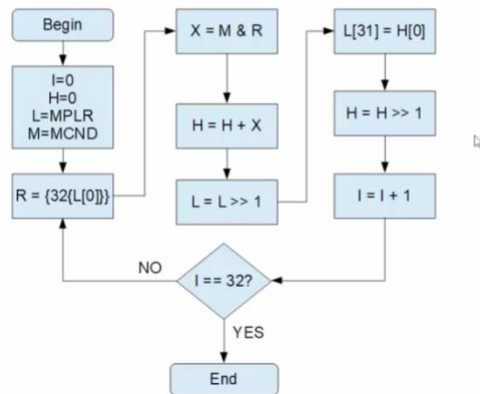 Begin
I=0
H=0
L=MPLR
M=MCND
R = {32{L[0]}}
X = M & R
H = H + X
L = L >> 1
L[31] = H[0]
H = H >> 1
I = I + 1
I == 32?
NO
YES
End